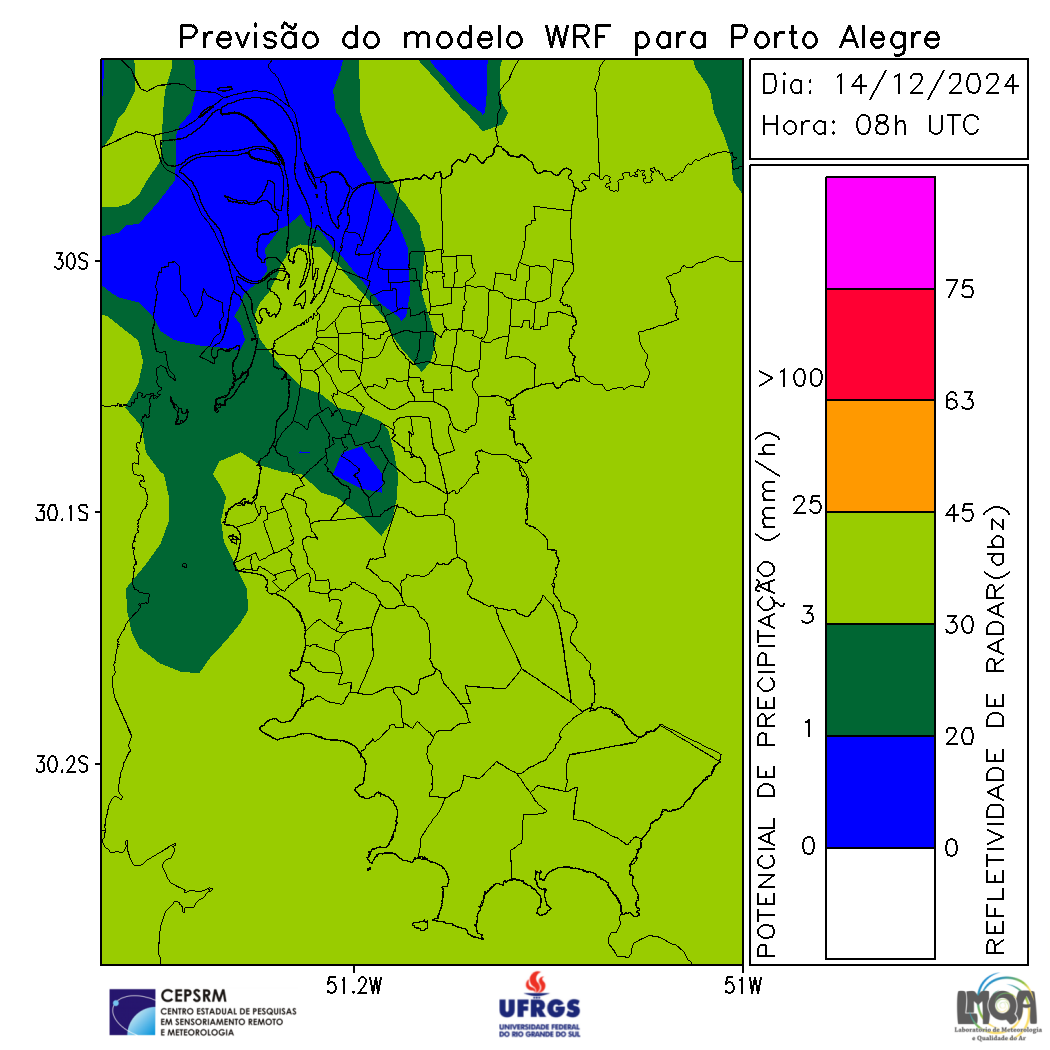 Previsão do modelo WRF para Porto Alegre
Dia: 14/12/2024
Hora: 08h UTC
30S
30.1S
30.2S
51.2W
51W
POTENCIAL DE PRECIPITAÇÃO (mm/h)
>100
25
3
1
0
75
63
45
30
20
0
REFLETIVIDADE DE RADAR(dbz)
CEPSRM
CENTRO ESTADUAL DE PESQUISAS
EM SENSORIAMENTO REMOTO
E METEOROLOGIA
UFRGS
UNIVERSIDADE FEDERAL
DO RIO GRANDE DO SUL
LMQA
Laboratório de Meteorologia
e Qualidade do Ar